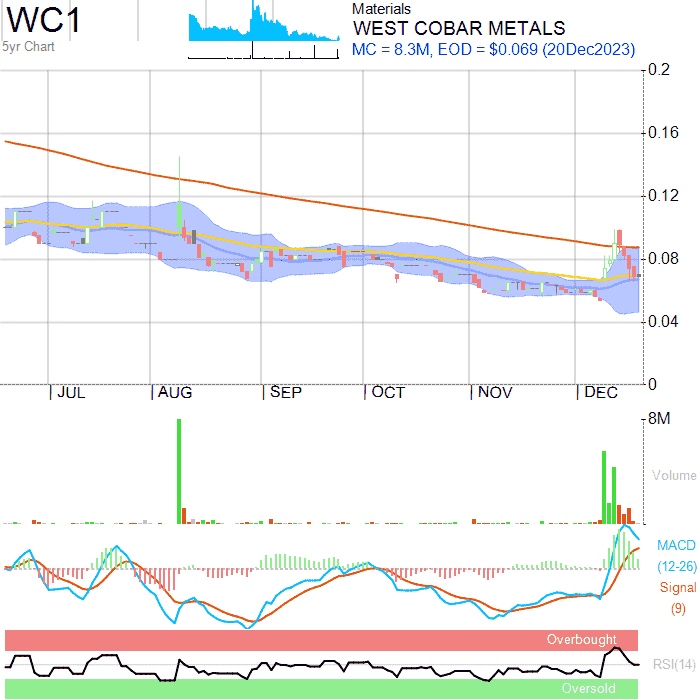 WC1
5yr Chart
Materials
WEST COBAR METALS
MC = 8.3M, EOD = $0.069 (20Dec2023)
0.2
0.16
0.12
0.08
0.04
0
JUL AUG SEP OCT NOV DEC
8M
Volume
MACD
(12-26)
Signal
(9)
Overbought
RSI(14)
Oversold